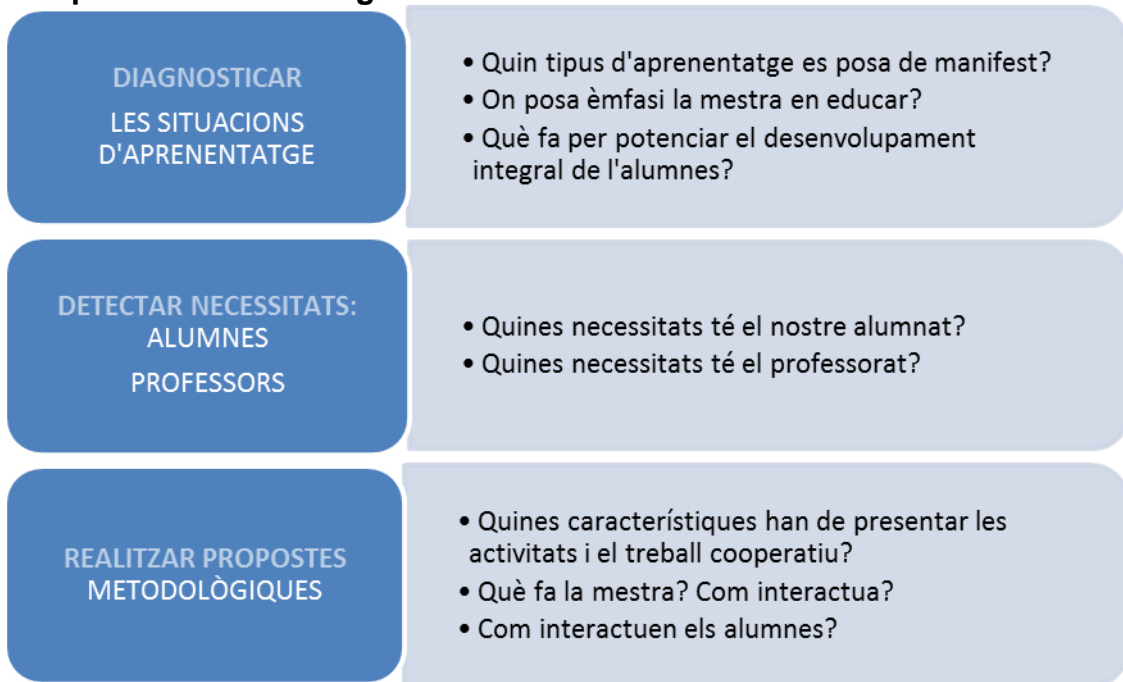 DIAGNOSTICAR
LES SITUACIONS
D'APRENENTATGE
• Quin tipus d'aprenentatge es posa de manifest?
• On posa èmfasi la mestra en educar?
• Què fa per potenciar el desenvolupament
integral de l'alumnes?
DETECTAR NECESSITATS:
ALUMNES
PROFESSORS
• Quines necessitats té el nostre alumnat?
• Quines necessitats té el professorat?
REALITZAR PROPOSTES
METODOLÒGIQUES
• Quines característiques han de presentar les
activitats i el treball cooperatiu?
• Què fa la mestra? Com interactua?
• Com interactuen els alumnes?